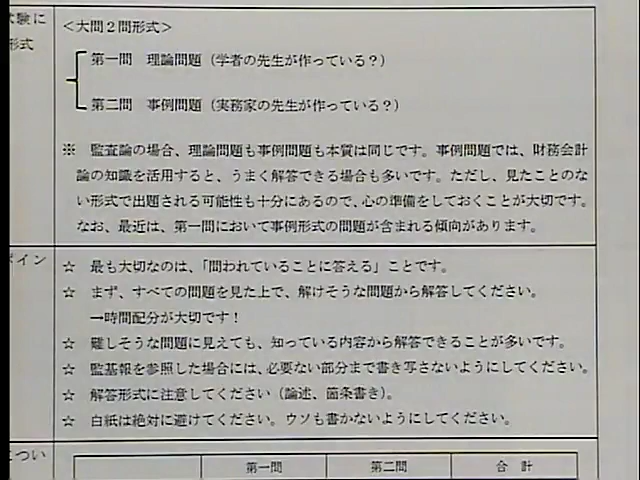 験に
形式
<大問2問形式>
第一問 理論問題(学者の先生が作っている?)
第二問 事例問題(実務家の先生が作っている?)
※ 監査論の場合、理論問題も事例問題も本質は同じです。事例問題では、財務会計
論の知識を活用すると、うまく解答できる場合も多いです。ただし、見たことのな
い形式で出題される可能性も十分にあるので、心の準備をしておくことが大切です。
なお、最近は、第一問において事例形式の問題が含まれる傾向があります。
イン
☆ 最も大切なのは、「問われていることに答える」ことです。
☆ まず、すべての問題を見た上で、解けそうな問題から解答してください。
→時間配分が大切です!
☆ 難しそうな問題に見えても、知っている内容から解答できることが多いです。
☆ 監基報を参照した場合には、必要ない部分まで書き写さないようにしてください。
☆ 解答形式に注意してください(論述、箇条書き)。
☆ 白紙は絶対に避けてください。ウソも書かないようにしてください。
つい
第一問 第二問 合 計